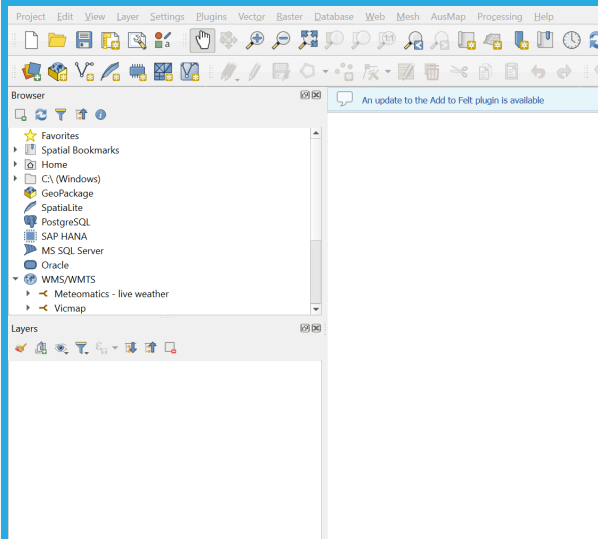 Project Edit View Layer Settings Plugins Vector Raster Database Web Mesh AusMap Processing Help
Browser
An update to the Add to Felt plugin is available
Favorites
Spatial Bookmarks
Home
C:\ (Windows)
GeoPackage
SpatiaLite
PostgreSQL
SAP HANA
MS SQL Server
Oracle
WMS/WMTS
Meteomatics - live weather
Vicmap
Layers